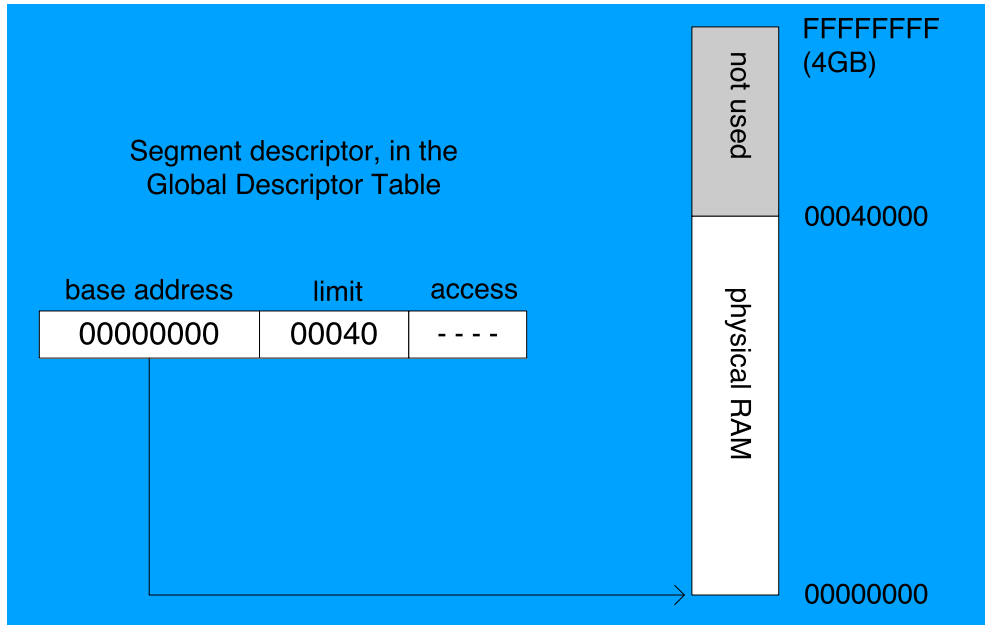 Segment descriptor, in the
Global Descriptor Table
base address
limit
access
00000000
00040
- - - -
FFFFFFFF
(4GB)
not used
00040000
physical RAM
00000000